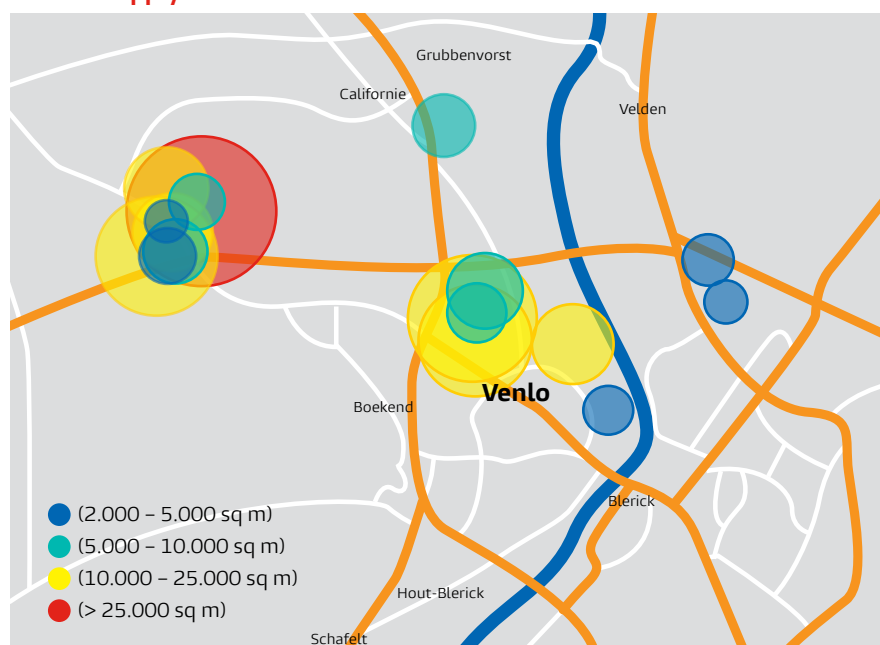 Grubbenvorst
Californie
Velden
Venlo
Boekend
Blerick
(2.000 – 5.000 sq m)
(5.000 – 10.000 sq m)
(10.000 – 25.000 sq m)
(> 25.000 sq m)
Hout-Blerick
Schafelt